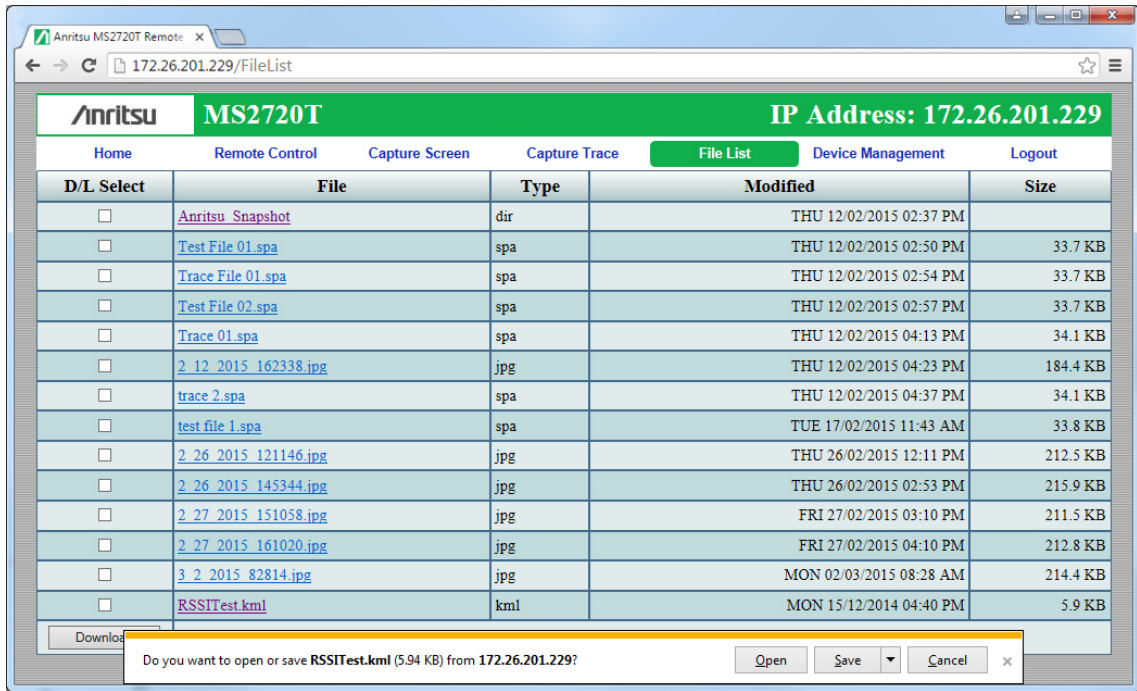 Anritsu MS2720T Remote
172.26.201.229/FileList
Anritsu MS2720T IP Address: 172.26.201.229
Home Remote Control Capture Screen Capture Trace File List Device Management Logout
D/L Select File Type Modified Size
Anritsu_Snapshot dir THU 12/02/2015 02:37 PM
Test File 01.spa spa THU 12/02/2015 02:50 PM 33.7 KB
Trace File 01.spa spa THU 12/02/2015 02:54 PM 33.7 KB
Test File 02.spa spa THU 12/02/2015 02:57 PM 33.7 KB
Trace 01.spa spa THU 12/02/2015 04:13 PM 34.1 KB
2_12_2015_162338.jpg jpg THU 12/02/2015 04:23 PM 184.4 KB
trace 2.spa spa THU 12/02/2015 04:37 PM 34.1 KB
test file 1.spa spa TUE 17/02/2015 11:43 AM 33.8 KB
2_26_2015_121146.jpg jpg THU 26/02/2015 12:11 PM 212.5 KB
2_26_2015_145344.jpg jpg THU 26/02/2015 02:53 PM 215.9 KB
2_27_2015_151058.jpg jpg FRI 27/02/2015 03:10 PM 211.5 KB
2_27_2015_161020.jpg jpg FRI 27/02/2015 04:10 PM 212.8 KB
3_2_2015_82814.jpg jpg MON 02/03/2015 08:28 AM 214.4 KB
RSSITest.kml kml MON 15/12/2014 04:40 PM 5.9 KB
Downloa
Do you want to open or save RSSITest.kml (5.94 KB) from 172.26.201.229? Open Save Cancel